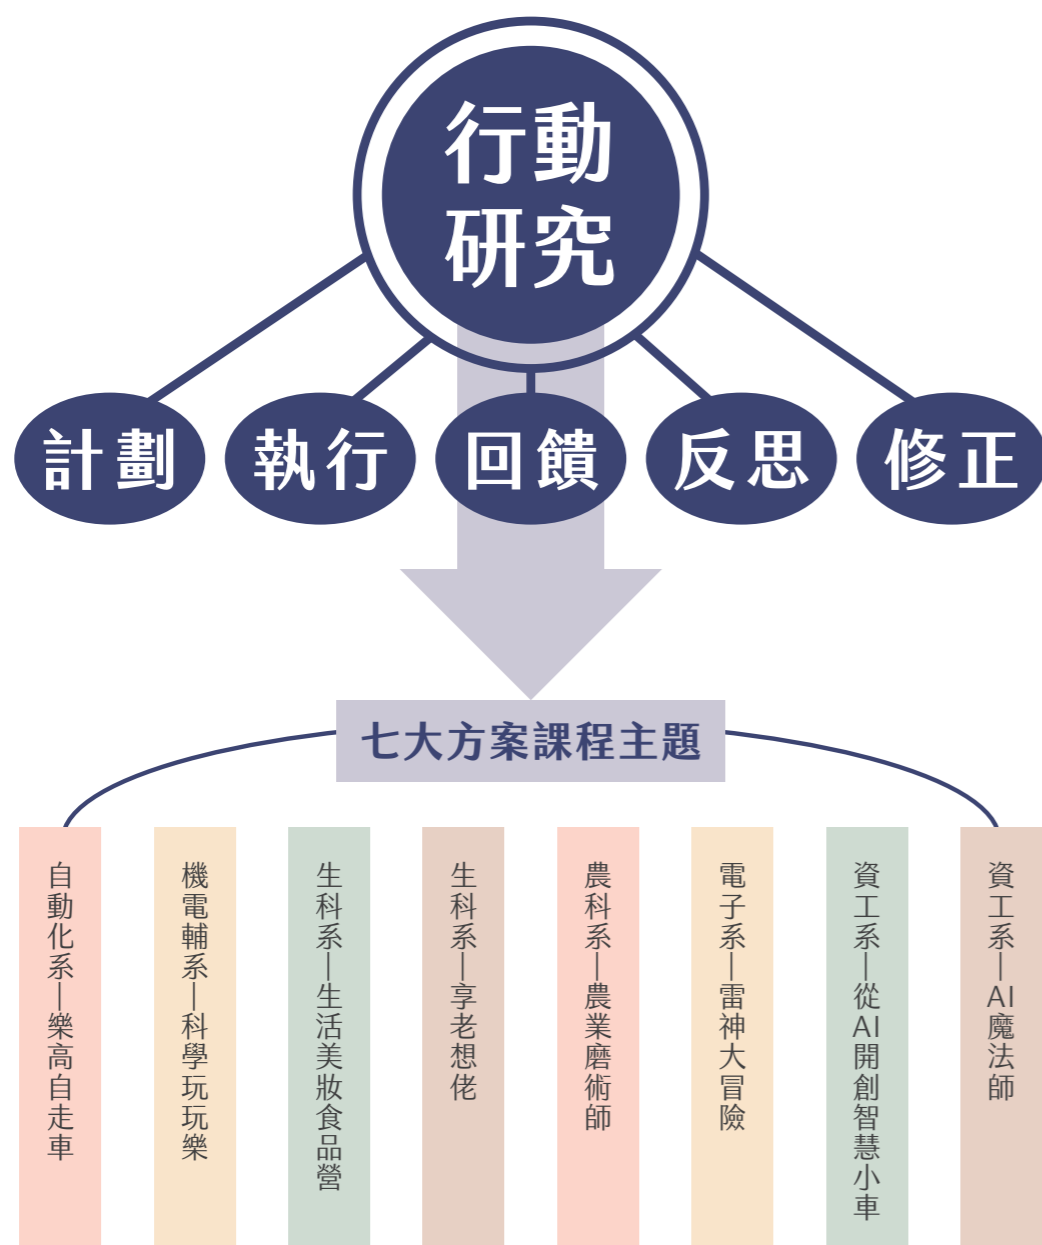 行動
研究
計劃
執行
回饋
反思
修正
七大方案課程主題
自動化系—樂高自走車
機電輔系—科學玩玩樂
生科系—生活美妝食品營
生科系—享老想佬
農科系—農業磨術師
電子系—雷神大冒險
資工系—從AI開創智慧小車
資工系—AI魔法師